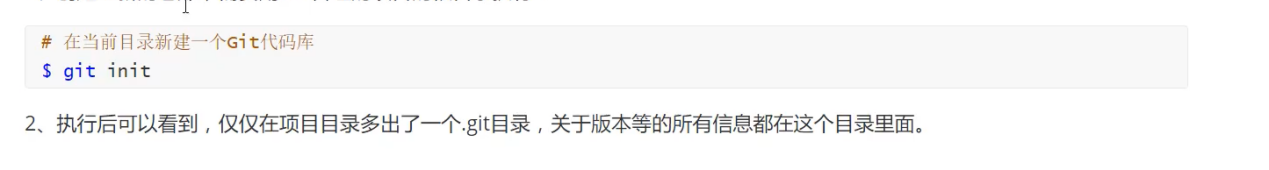 # 在当前目录新建一个Git代码库
$ git init
2、执行后可以看到，仅仅在项目目录多出了一个.git目录，关于版本等的所有信息都在这个目录里面。